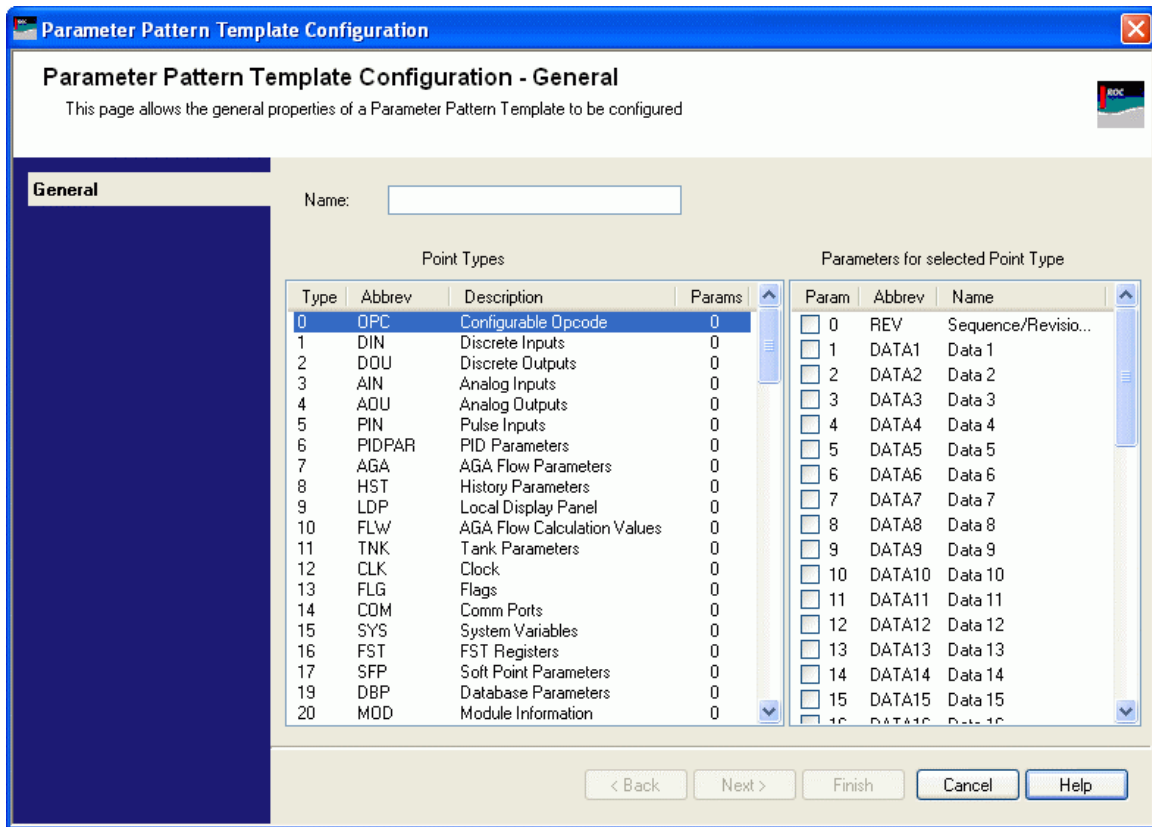 Parameter Pattern Template Configuration
Parameter Pattern Template Configuration - General
This page allows the general properties of a Parameter Pattern Template to be configured
ROC
General
Name:
Point Types
Type Abbrev Description Params
0 OPC Configurable Opcode 0
1 DIN Discrete Inputs 0
2 DOU Discrete Outputs 0
3 AIN Analog Inputs 0
4 AOU Analog Outputs 0
5 PIN Pulse Inputs 0
6 PIDPAR PID Parameters 0
7 AGA AGA Flow Parameters 0
8 HST History Parameters 0
9 LDP Local Display Panel 0
10 FLW AGA Flow Calculation Values 0
11 TNK Tank Parameters 0
12 CLK Clock 0
13 FLG Flags 0
14 COM Comm Ports 0
15 SYS System Variables 0
16 FST FST Registers 0
17 SFP Soft Point Parameters 0
19 DBP Database Parameters 0
20 MOD Module Information 0
Parameters for selected Point Type
Param Abbrev Name
0 REV Sequence/Revisio...
1 DATA1 Data 1
2 DATA2 Data 2
3 DATA3 Data 3
4 DATA4 Data 4
5 DATA5 Data 5
6 DATA6 Data 6
7 DATA7 Data 7
8 DATA8 Data 8
9 DATA9 Data 9
10 DATA10 Data 10
11 DATA11 Data 11
12 DATA12 Data 12
13 DATA13 Data 13
14 DATA14 Data 14
15 DATA15 Data 15
16 DATA16 Data 16
< Back Next > Finish Cancel Help